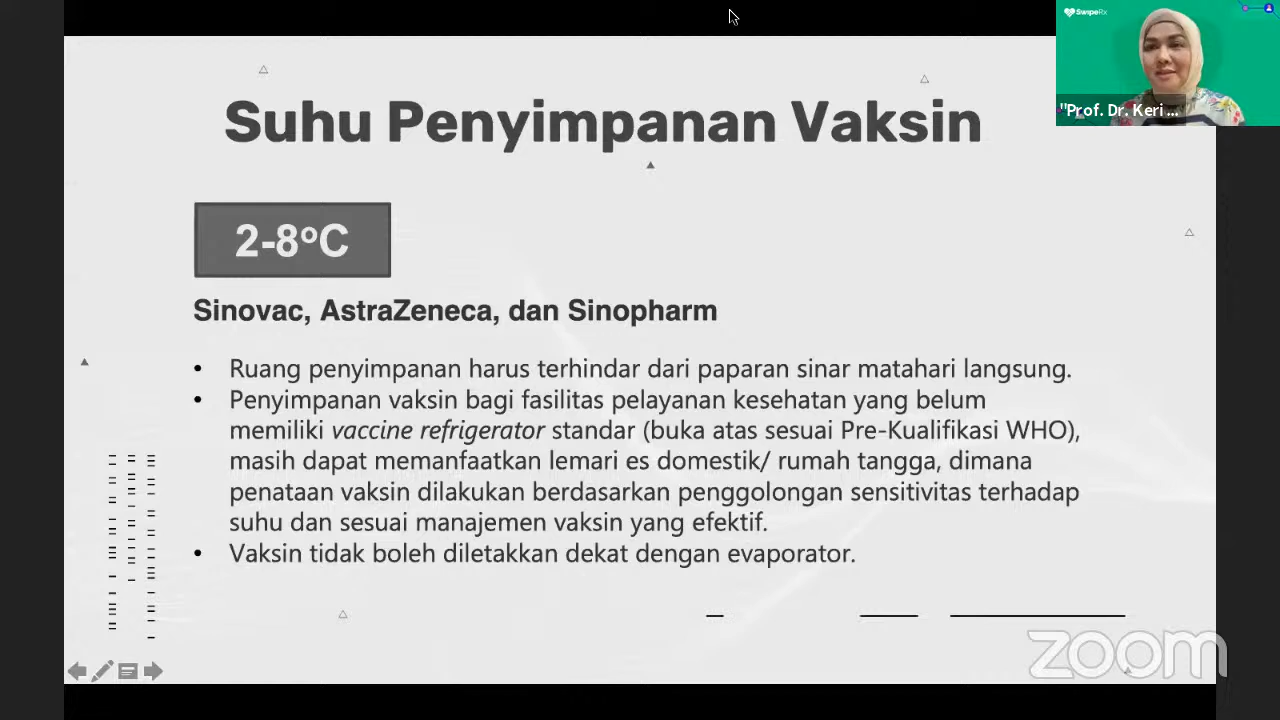 SwipeRx
"Prof. Dr. Keri ...
Suhu Penyimpanan Vaksin
2-8°C
Sinovac, AstraZeneca, dan Sinopharm
• Ruang penyimpanan harus terhindar dari paparan sinar matahari langsung.
• Penyimpanan vaksin bagi fasilitas pelayanan kesehatan yang belum
memiliki vaccine refrigerator standar (buka atas sesuai Pre-Kualifikasi WHO),
masih dapat memanfaatkan lemari es domestik/ rumah tangga, dimana
penataan vaksin dilakukan berdasarkan penggolongan sensitivitas terhadap
suhu dan sesuai manajemen vaksin yang efektif.
• Vaksin tidak boleh diletakkan dekat dengan evaporator.
zoom